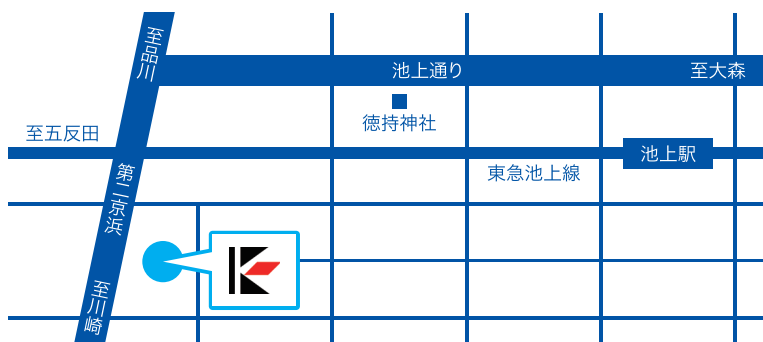 至品川
池上通り
至大森
徳持神社
至五反田
池上駅
東急池上線
第二京浜
至川崎